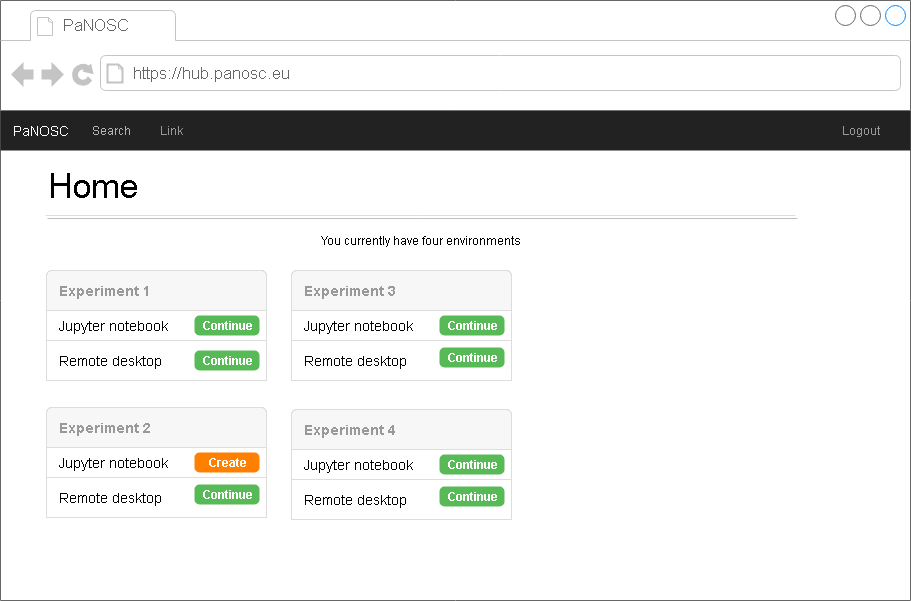 PaNOSC
https://hub.panosc.eu
PaNOSC Search Link Logout
Home
You currently have four environments
Experiment 1
Jupyter notebook Continue
Remote desktop Continue
Experiment 3
Jupyter notebook Continue
Remote desktop Continue
Experiment 2
Jupyter notebook Create
Remote desktop Continue
Experiment 4
Jupyter notebook Continue
Remote desktop Continue